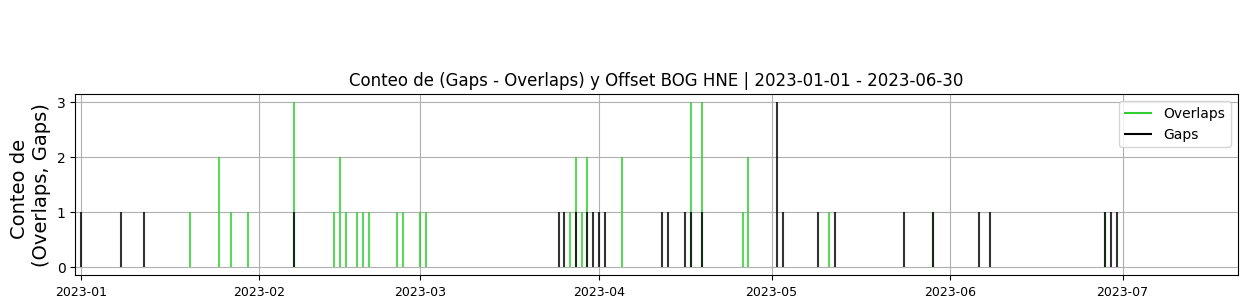 Conteo de (Gaps - Overlaps) y Offset BOG HNE | 2023-01-01 - 2023-06-30
Conteo de
(Overlaps, Gaps)
3
2
1
0
Overlaps
Gaps
2023-01
2023-02
2023-03
2023-04
2023-05
2023-06
2023-07